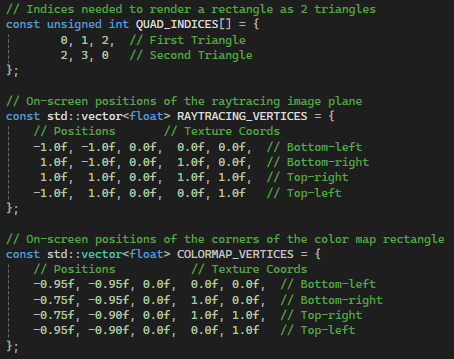 // Indices needed to render a rectangle as 2 triangles
const unsigned int QUAD_INDICES[] = {
        0, 1, 2,  // First Triangle
        2, 3, 0   // Second Triangle
};

// On-screen positions of the raytracing image plane
const std::vector<float> RAYTRACING_VERTICES = {
    // Positions       // Texture Coords
    -1.0f, -1.0f, 0.0f,  0.0f, 0.0f,  // Bottom-left
     1.0f, -1.0f, 0.0f,  1.0f, 0.0f,  // Bottom-right
     1.0f,  1.0f, 0.0f,  1.0f, 1.0f,  // Top-right
    -1.0f,  1.0f, 0.0f,  0.0f, 1.0f   // Top-left
};

// On-screen positions of the corners of the color map rectangle
const std::vector<float> COLORMAP_VERTICES = {
    // Positions           // Texture Coords
    -0.95f, -0.95f, 0.0f,  0.0f, 0.0f,  // Bottom-left
    -0.75f, -0.95f, 0.0f,  1.0f, 0.0f,  // Bottom-right
    -0.75f, -0.90f, 0.0f,  1.0f, 1.0f,  // Top-right
    -0.95f, -0.90f, 0.0f,  0.0f, 1.0f   // Top-left
};